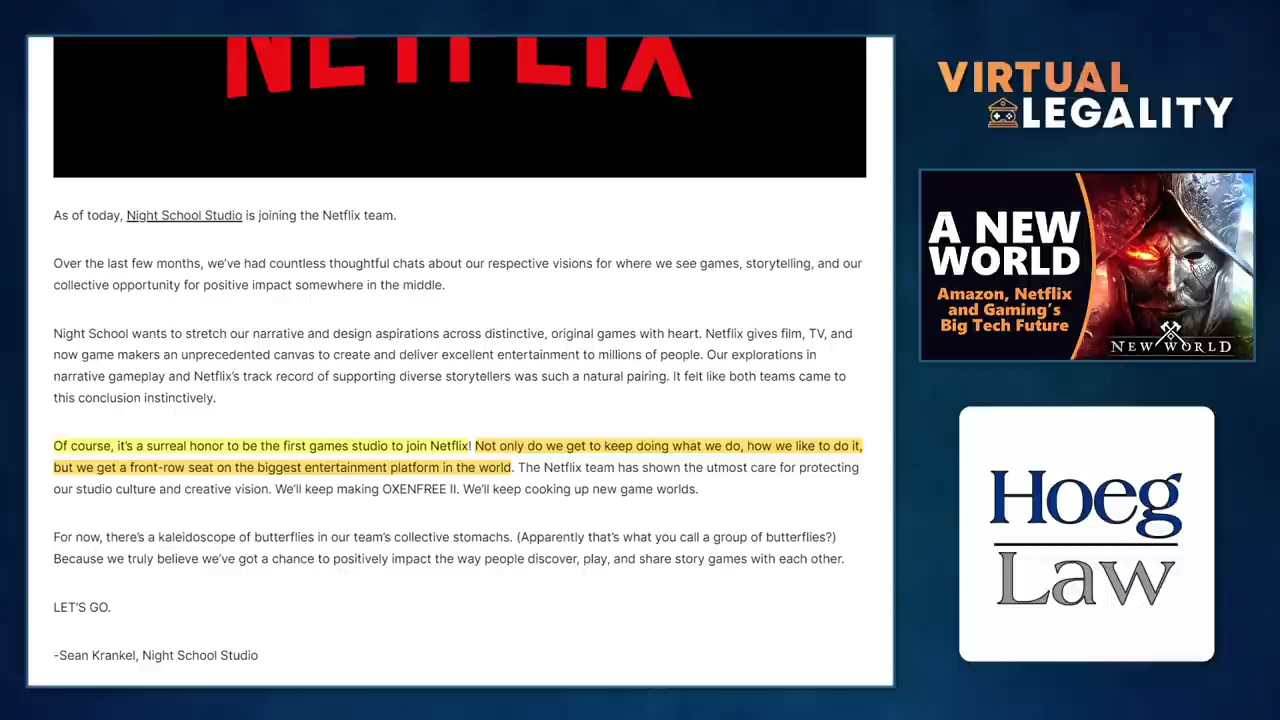 NETFLIX
As of today, Night School Studio is joining the Netflix team.
Over the last few months, we've had countless thoughtful chats about our respective visions for where we see games, storytelling, and our
collective opportunity for positive impact somewhere in the middle.
Night School wants to stretch our narrative and design aspirations across distinctive, original games with heart. Netflix gives film, TV, and
now game makers an unprecedented canvas to create and deliver excellent entertainment to millions of people. Our explorations in
narrative gameplay and Netflix's track record of supporting diverse storytellers was such a natural pairing. It felt like both teams came to
this conclusion instinctively.
Of course, it's a surreal honor to be the first games studio to join Netflix! Not only do we get to keep doing what we do, how we like to do it,
but we get a front-row seat on the biggest entertainment platform in the world. The Netflix team has shown the utmost care for protecting
our studio culture and creative vision. We'll keep making OXENFREE II. We'll keep cooking up new game worlds.
For now, there's a kaleidoscope of butterflies in our team's collective stomachs. (Apparently that's what you call a group of butterflies?)
Because we truly believe we've got a chance to positively impact the way people discover, play, and share story games with each other.
LET'S GO.
-Sean Krankel, Night School Studio
VIRTUAL
LEGALITY
A NEW
WORLD
Amazon, Netflix
and Gaming's
Big Tech Future
NEW WORLD
Hoeg
Law